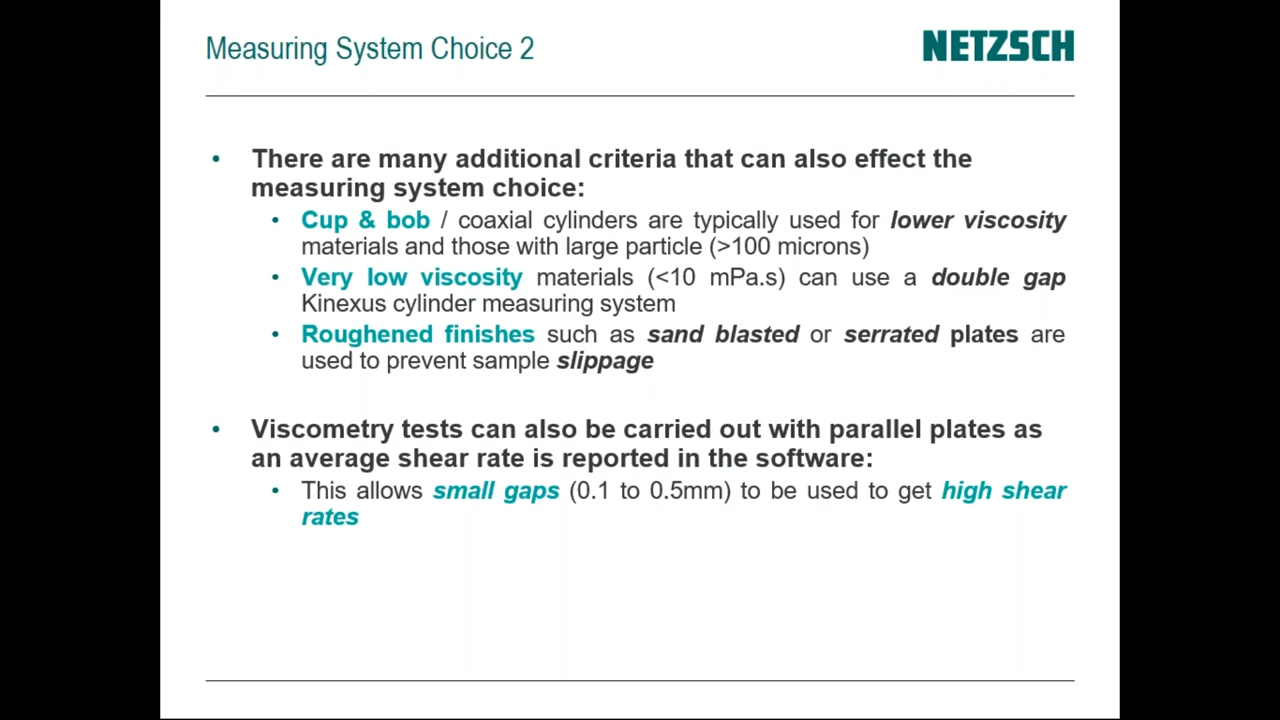 Measuring System Choice 2
NETZSCH
• There are many additional criteria that can also effect the
measuring system choice:
• Cup & bob / coaxial cylinders are typically used for lower viscosity
materials and those with large particle (>100 microns)
• Very low viscosity materials (<10 mPa.s) can use a double gap
Kinexus cylinder measuring system
• Roughened finishes such as sand blasted or serrated plates are
used to prevent sample slippage
• Viscometry tests can also be carried out with parallel plates as
an average shear rate is reported in the software:
• This allows small gaps (0.1 to 0.5mm) to be used to get high shear
rates